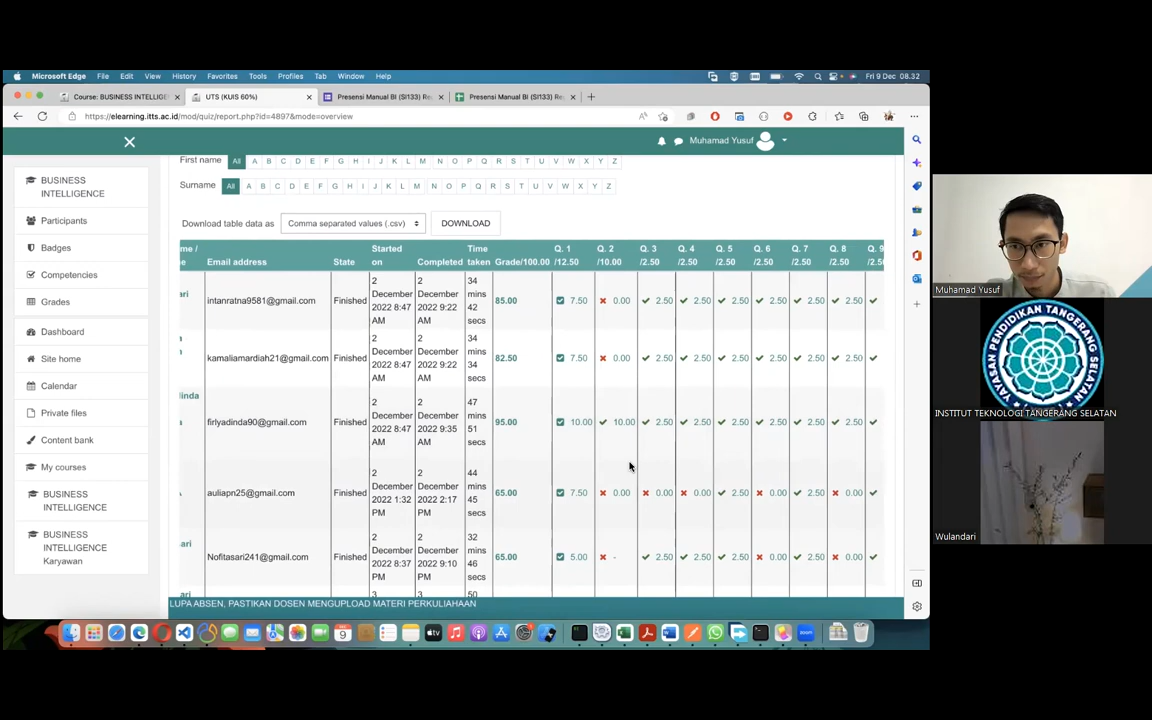 Microsoft Edge File Edit View History Favorites Tools Profiles Tab Window Help Fri 9 Dec 08.32
Course: BUSINESS INTELLIGE UTS (KUIS 60%) Presensi Manual BI (SI133) Re Presensi Manual BI (SI133) Re
https://elearning.itts.ac.id/mod/quiz/report.php?id=4897&mode=overview
Muhamad Yusuf
BUSINESS
INTELLIGENCE
Participants
Badges
Competencies
Grades
Dashboard
Site home
Calendar
Private files
Content bank
My courses
BUSINESS
INTELLIGENCE
BUSINESS
INTELLIGENCE
Karyawan
First name All A B C D E F G H I J K L M N O P Q R S T U V W X Y Z
Surname All A B C D E F G H I J K L M N O P Q R S T U V W X Y Z
Download table data as Comma separated values (.csv) DOWNLOAD
me / Started Time Q. 1 Q. 2 Q. 3 Q. 4 Q. 5 Q. 6 Q. 7 Q. 8 Q. 9
Email address State on Completed taken Grade/100.00 /12.50 /10.00 /2.50 /2.50 /2.50 /2.50 /2.50 /2.50 /2.50
2 2 34
December December mins
ari intanratna9581@gmail.com Finished 2022 8:47 2022 9:22 42 85.00 7.50 0.00 2.50 2.50 2.50 2.50 2.50 2.50
AM AM secs
2 2 34
December December mins
kamaliamardiah21@gmail.com Finished 2022 8:47 2022 9:22 34 82.50 7.50 0.00 2.50 2.50 2.50 2.50 2.50 2.50
AM AM secs
linda 2 2 47
December December mins
firlyadinda90@gmail.com Finished 2022 8:47 2022 9:35 51 95.00 10.00 10.00 2.50 2.50 2.50 2.50 2.50 2.50
AM AM secs
2 2 44
December December mins
auliapn25@gmail.com Finished 2022 1:32 2022 2:17 45 65.00 7.50 0.00 0.00 0.00 2.50 0.00 2.50 0.00
PM PM secs
2 2 32
sari December December mins
Nofitasari241@gmail.com Finished 2022 8:37 2022 9:10 46 65.00 5.00 - 2.50 2.50 2.50 0.00 2.50 0.00
PM PM secs
ari 3 3 50
LUPA ABSEN, PASTIKAN DOSEN MENGUPLOAD MATERI PERKULIAHAAN
Muhamad Yusuf
YAYASAN PENDIDIKAN TANGERANG
SELATAN
INSTITUT TEKNOLOGI TANGERANG SELATAN
Wulandari